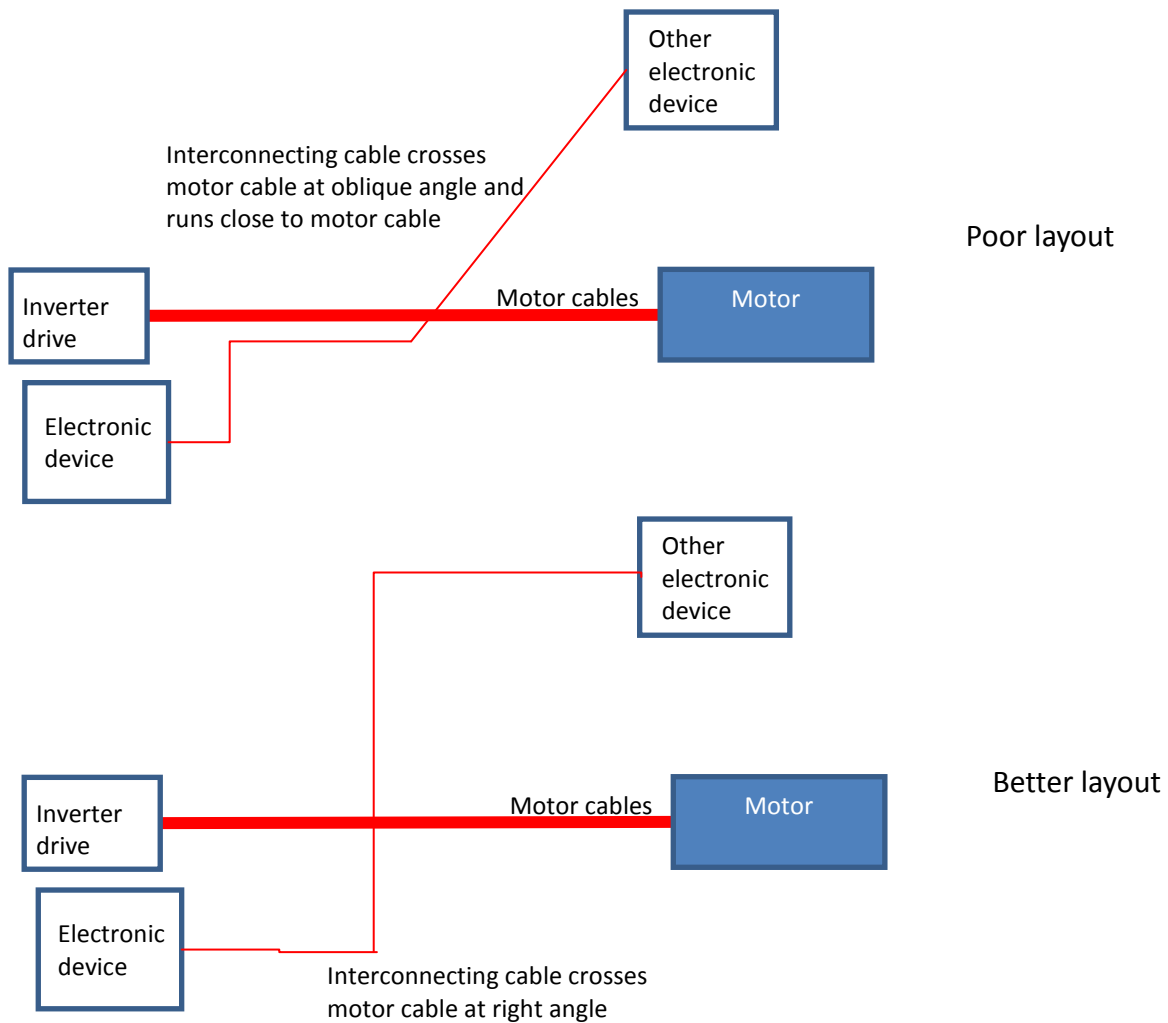 Other
electronic
device
Interconnecting cable crosses
motor cable at oblique angle and
runs close to motor cable
Poor layout
Inverter
drive
Motor cables
Motor
Electronic
device
Other
electronic
device
Better layout
Inverter
drive
Motor cables
Motor
Electronic
device
Interconnecting cable crosses
motor cable at right angle